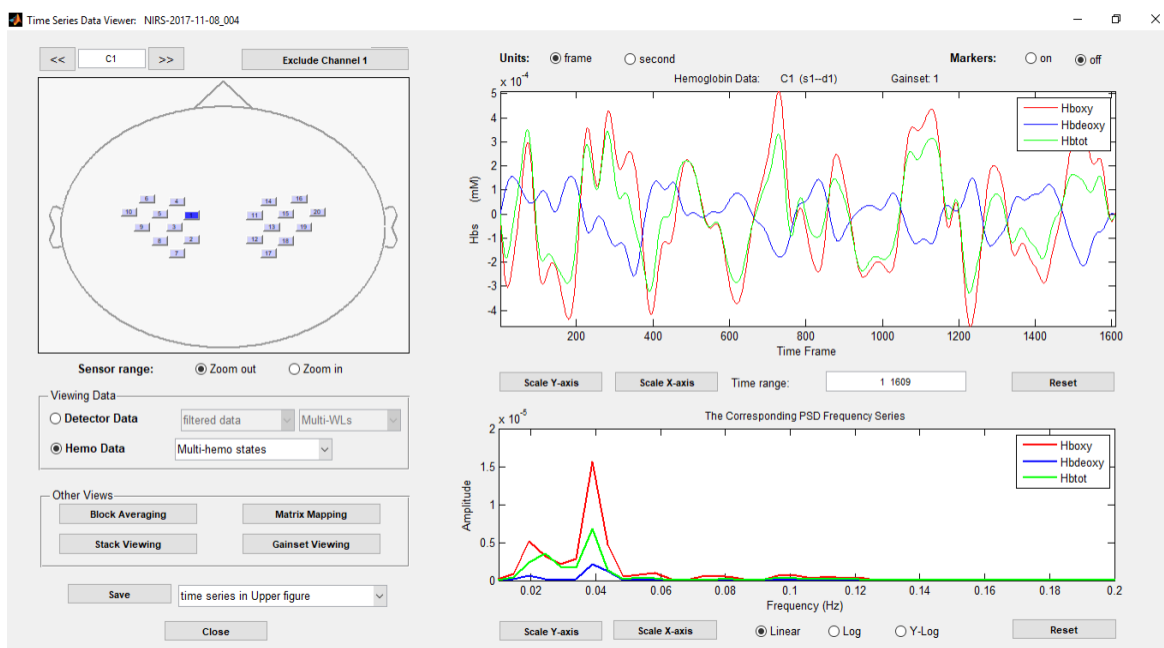 Time Series Data Viewer: NIRS-2017-11-08_004
<< C1 >> Exclude Channel 1
6 4 14 16
10 5 11 15 20
9 3 13 19
8 2 12 18
7 17
Sensor range: Zoom out Zoom in
Viewing Data
Detector Data filtered data Multi-WLs
Hemo Data Multi-hemo states
Other Views
Block Averaging Matrix Mapping
Stack Viewing Gainset Viewing
Save time series in Upper figure
Close
Units: frame second Markers: on off
x 10-4 Hemoglobin Data: C1 (s1--d1) Gainset: 1
5
4
3
2
1
0
-1
-2
-3
-4
Hbs (mM)
Hboxy
Hbdeoxy
Hbtot
200 400 600 800 1000 1200 1400 1600
Time Frame
Scale Y-axis Scale X-axis Time range: 1 1609 Reset
x 10-5 The Corresponding PSD Frequency Series
2
1.5
1
0.5
0
Amplitude
Hboxy
Hbdeoxy
Hbtot
0.02 0.04 0.06 0.08 0.1 0.12 0.14 0.16 0.18 0.2
Frequency (Hz)
Scale Y-axis Scale X-axis Linear Log Y-Log Reset